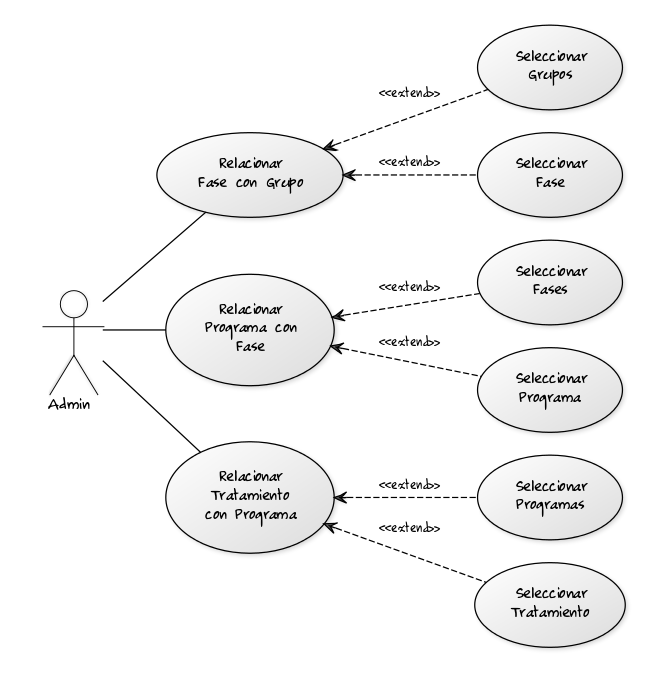 Seleccionar
Grupos
<<extend>>
Relacionar
Fase con Grupo
<<extend>>
Seleccionar
Fase
Seleccionar
Fases
<<extend>>
Relacionar
Programa con
Fase
<<extend>>
Seleccionar
Programa
Admin
Relacionar
Tratamiento
con Programa
<<extend>>
Seleccionar
Programas
<<extend>>
Seleccionar
Tratamiento